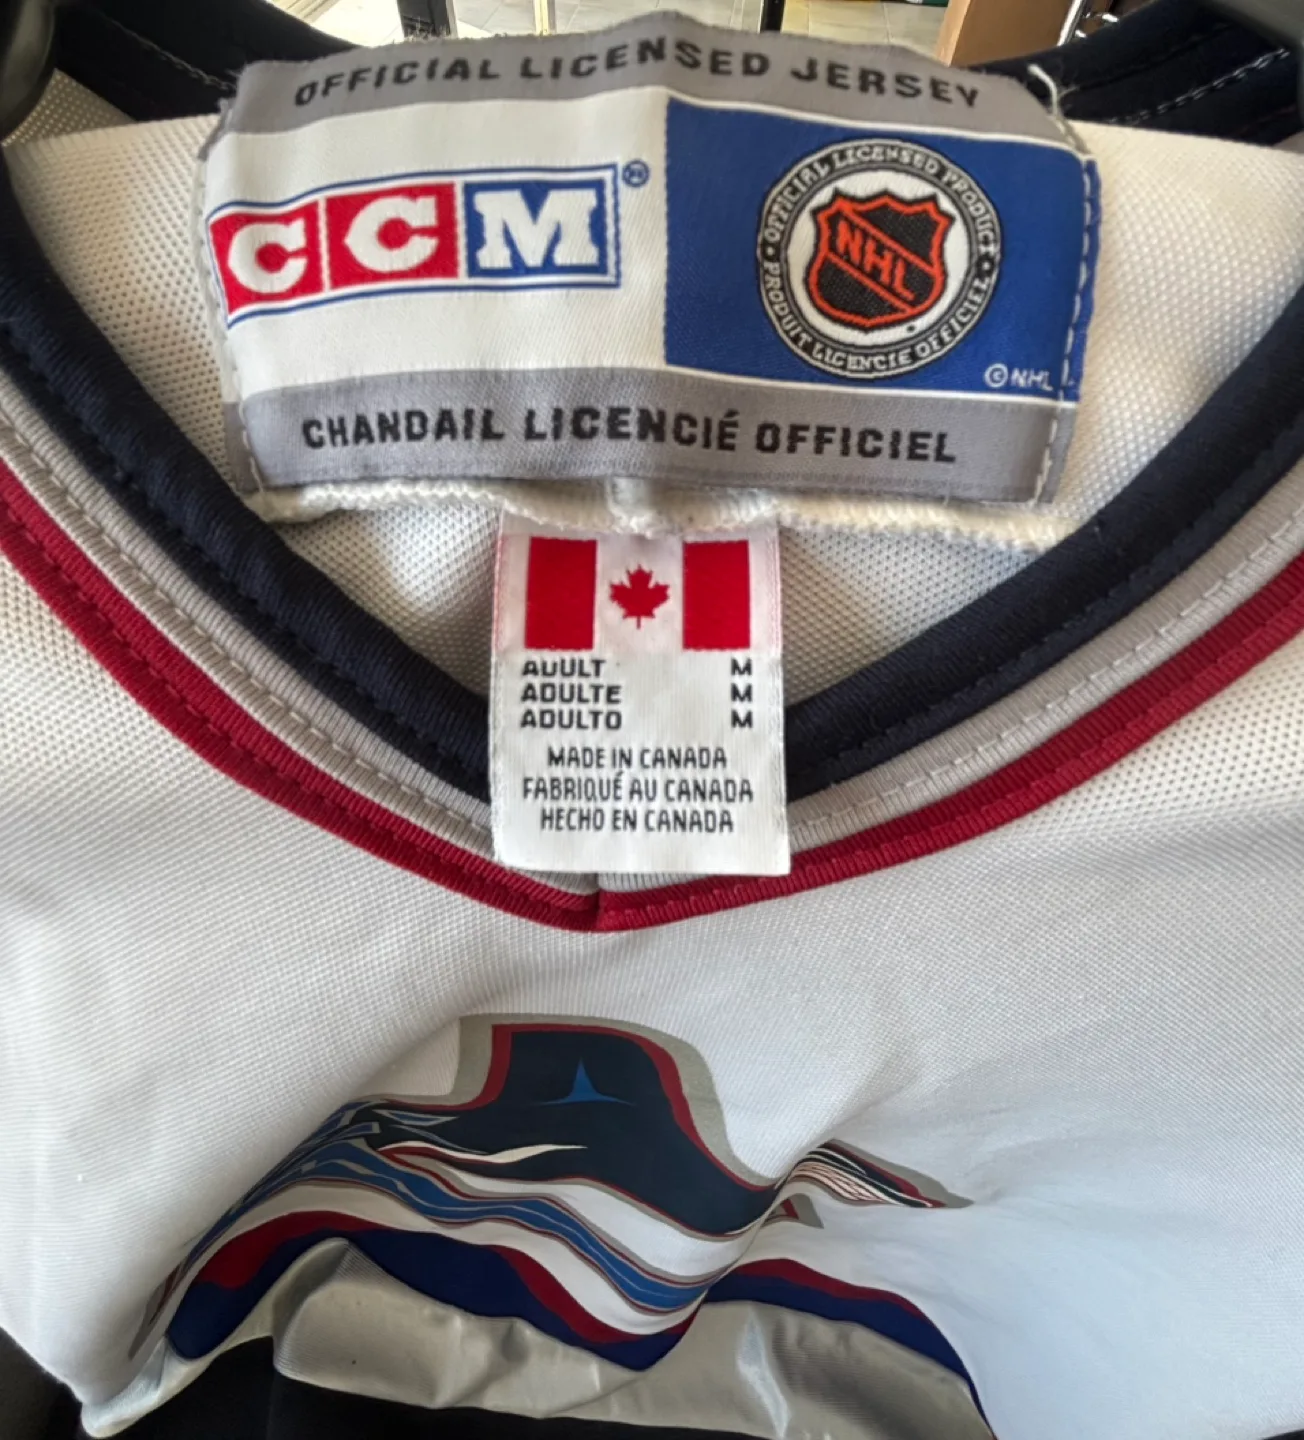 OFFICIAL LICENSED JERSEY
CCM®
OFFICIAL LICENSED PRODUCT • PRODUIT LICENCIE OFFICIEL •
NHL
© NHL
CHANDAIL LICENCIÉ OFFICIEL
ADULT M
ADULTE M
ADULTO M
MADE IN CANADA
FABRIQUÉ AU CANADA
HECHO EN CANADA